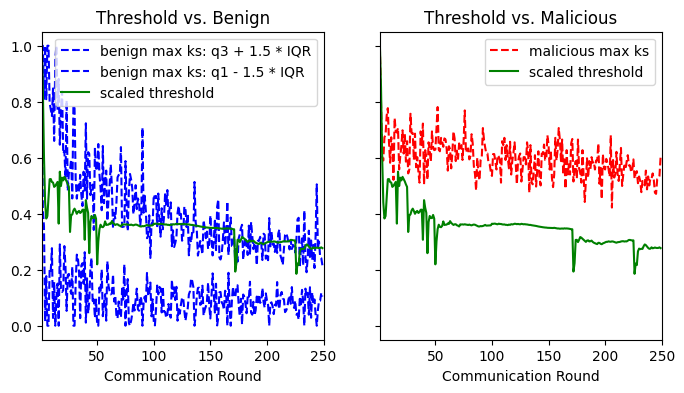 Threshold vs. Benign
benign max ks: q3 + 1.5 * IQR
benign max ks: q1 - 1.5 * IQR
scaled threshold
1.0
0.8
0.6
0.4
0.2
0.0
50 100 150 200 250
Communication Round
Threshold vs. Malicious
malicious max ks
scaled threshold
50 100 150 200 250
Communication Round